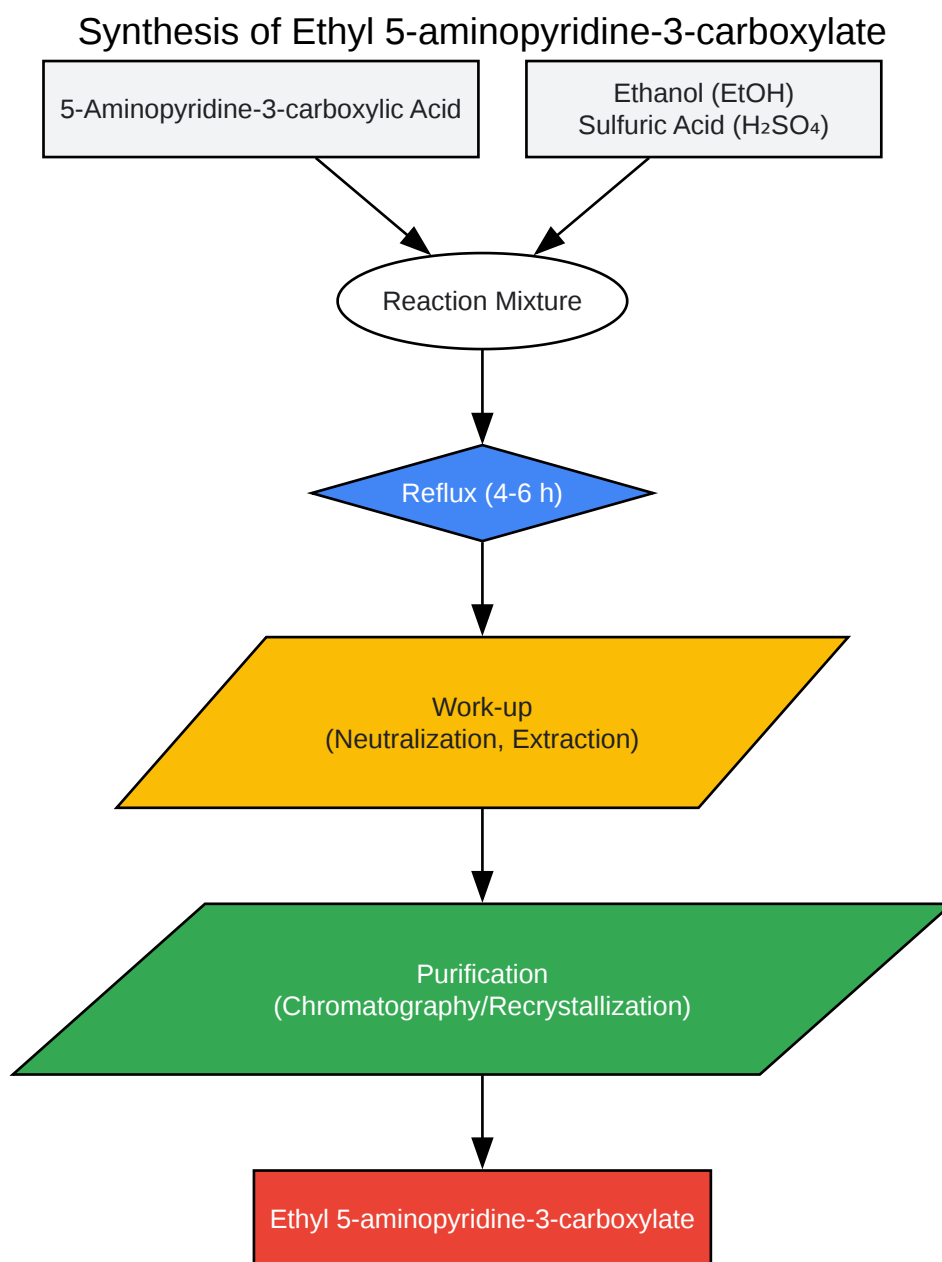 Synthesis of Ethyl 5-aminopyridine-3-carboxylate
5-Aminopyridine-3-carboxylic Acid
Ethanol (EtOH)
Sulfuric Acid (H₂SO₄)
Reaction Mixture
Reflux (4-6 h)
Work-up
(Neutralization, Extraction)
Purification
(Chromatography/Recrystallization)
Ethyl 5-aminopyridine-3-carboxylate